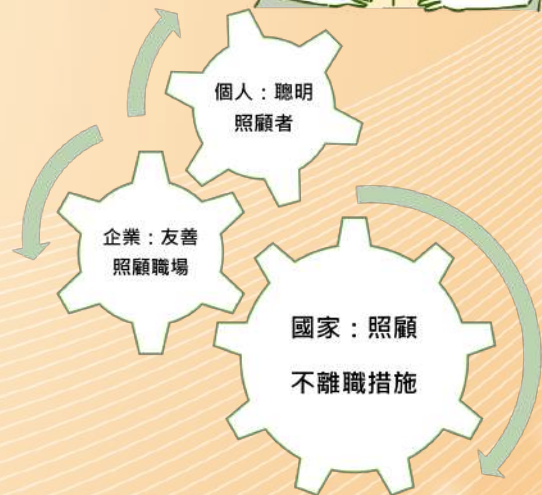 個人：聰明
照顧者
企業：友善
照顧職場
國家：照顧
不離職措施